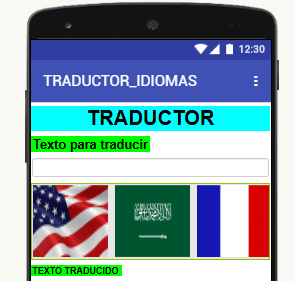 12:30
TRADUCTOR_IDIOMAS
TRADUCTOR
Texto para traducir
TEXTO TRADUCIDO